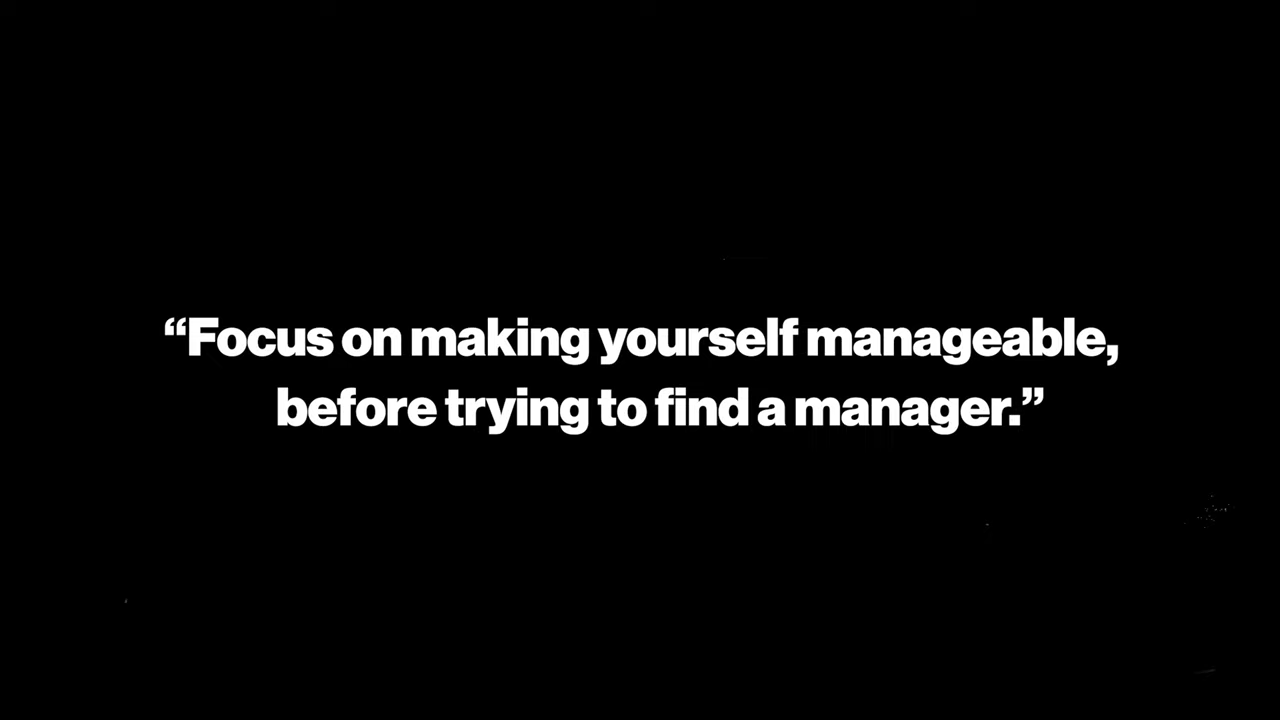 “Focus on making yourself manageable,
before trying to find a manager.”